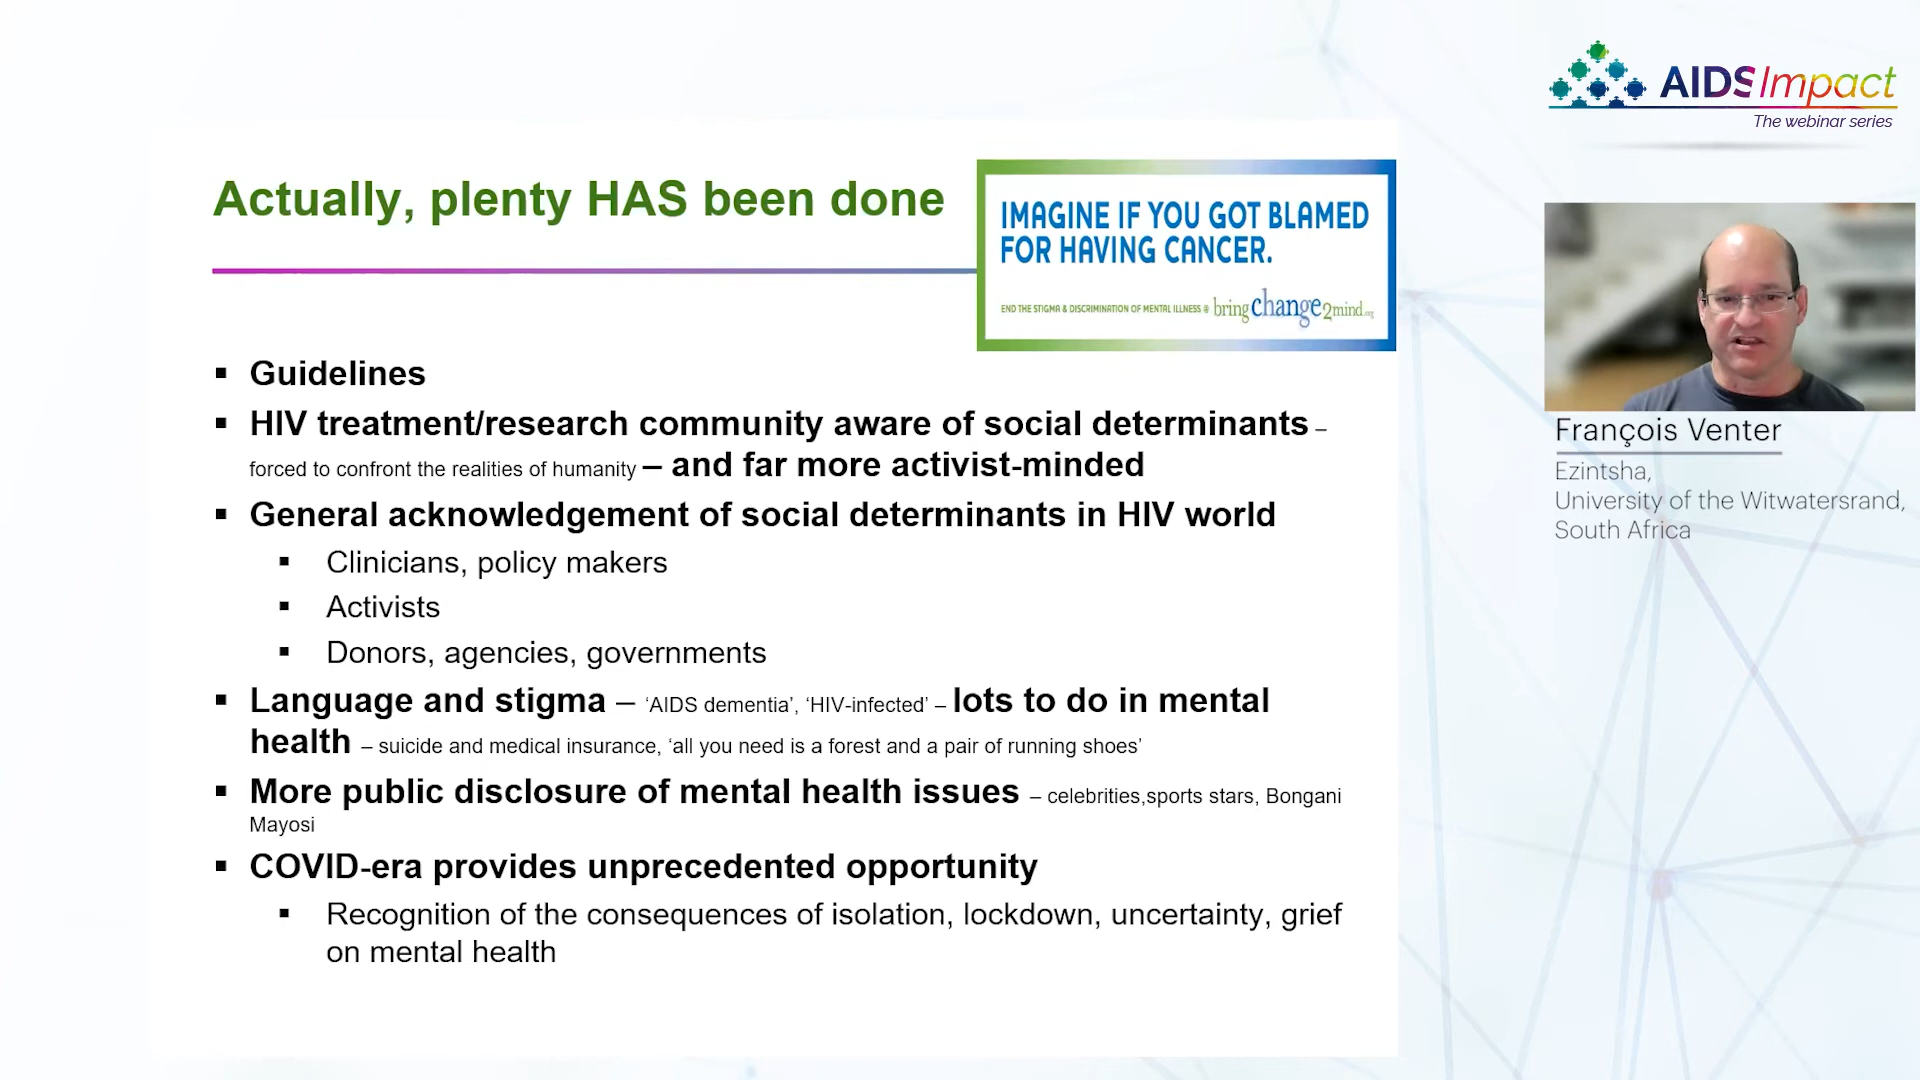 AIDSImpact
The webinar series
Actually, plenty HAS been done
IMAGINE IF YOU GOT BLAMED
FOR HAVING CANCER.
END THE STIGMA & DISCRIMINATION OF MENTAL ILLNESS @ bringchange2mind.org
▪ Guidelines
▪ HIV treatment/research community aware of social determinants –
forced to confront the realities of humanity – and far more activist-minded
▪ General acknowledgement of social determinants in HIV world
▪ Clinicians, policy makers
▪ Activists
▪ Donors, agencies, governments
▪ Language and stigma – ‘AIDS dementia’, ‘HIV-infected’ – lots to do in mental
health – suicide and medical insurance, ‘all you need is a forest and a pair of running shoes’
▪ More public disclosure of mental health issues – celebrities,sports stars, Bongani
Mayosi
▪ COVID-era provides unprecedented opportunity
▪ Recognition of the consequences of isolation, lockdown, uncertainty, grief
on mental health
François Venter
Ezintsha,
University of the Witwatersrand,
South Africa